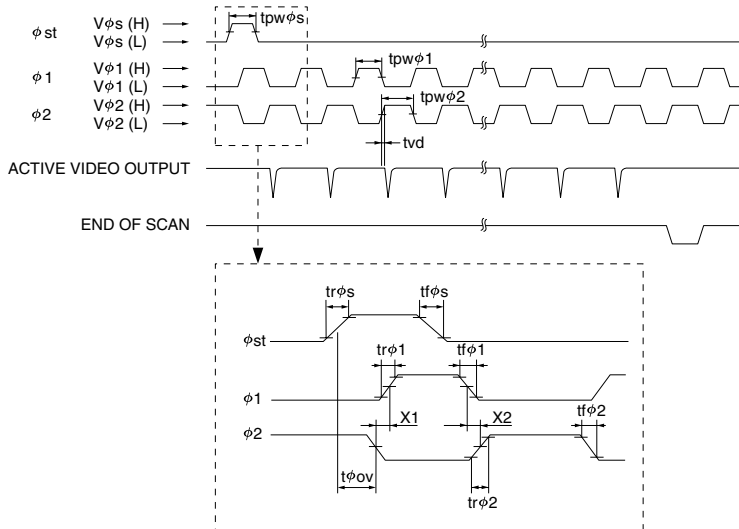 tpwφs
φst
Vφs (H)
Vφs (L)
tpwφ1
φ1
Vφ1 (H)
Vφ1 (L)
φ2
Vφ2 (H)
Vφ2 (L)
tpwφ2
tvd
ACTIVE VIDEO OUTPUT
END OF SCAN
trφs
tfφs
φst
trφ1
tfφ1
φ1
X1
X2
tfφ2
φ2
tφov
trφ2